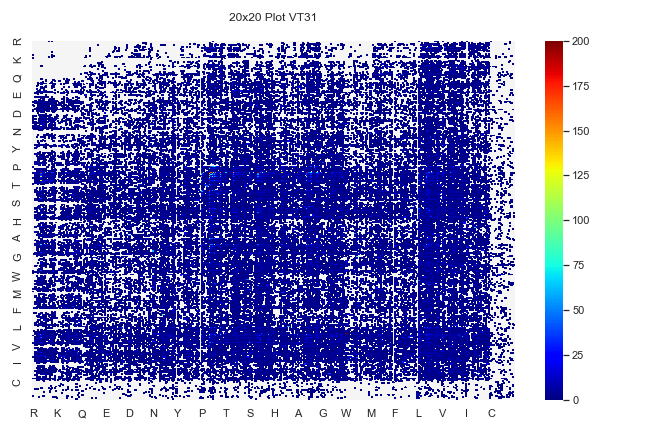 20x20 Plot VT31
R
K
Q
E
D
N
Y
P
T
S
H
A
G
W
M
F
L
V
I
C
R K Q E D N Y P T S H A G W M F L V I C
200
175
150
125
100
75
50
25
0